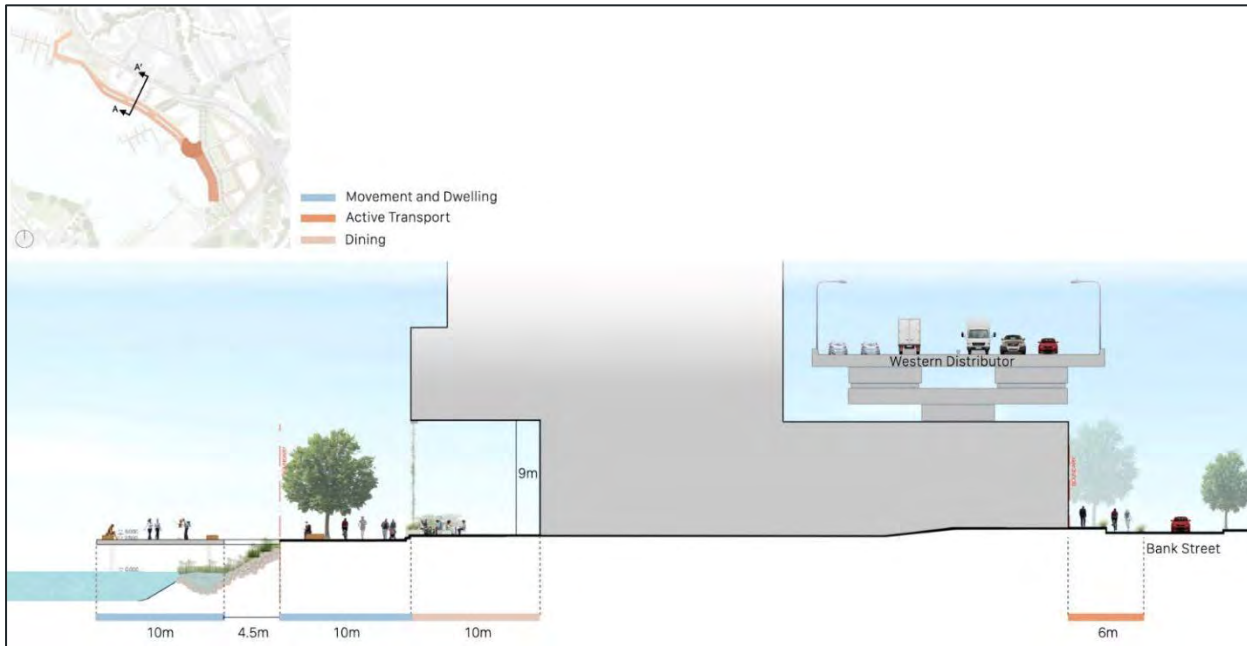 A'
A
Movement and Dwelling
Active Transport
Dining
Western Distributor
9m
Bank Street
10m
4.5m
10m
10m
6m